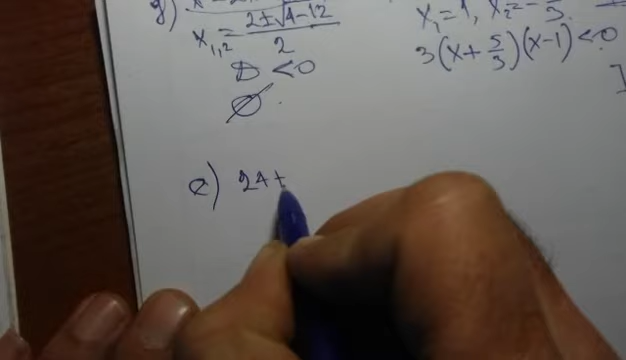 g)
x₁,₂ = 2±√4-12 / 2
D < 0
∅.
x₁=1, x₂=-5/3.
3(x+5/3)(x-1)<0
e) 24+